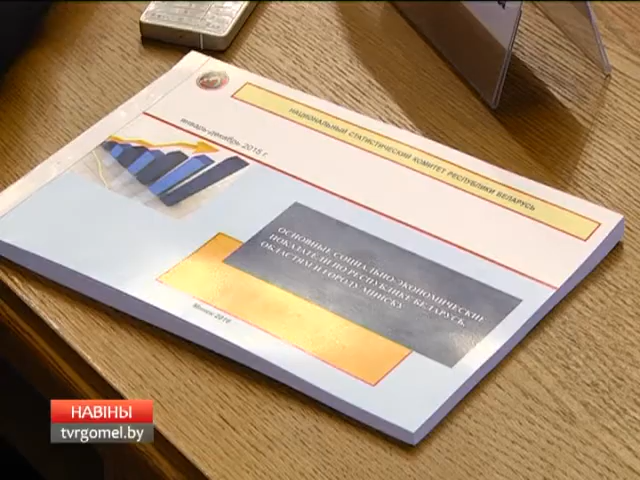 НАЦИОНАЛЬНЫЙ СТАТИСТИЧЕСКИЙ КОМИТЕТ РЕСПУБЛИКИ БЕЛАРУСЬ
январь-декабрь 2015 г.
ОСНОВНЫЕ СОЦИАЛЬНО-ЭКОНОМИЧЕСКИЕ
ПОКАЗАТЕЛИ ПО РЕСПУБЛИКЕ БЕЛАРУСЬ,
ОБЛАСТЯМ И ГОРОДУ МИНСКУ
Минск 2016
НАВІНЫ
tvrgomel.by